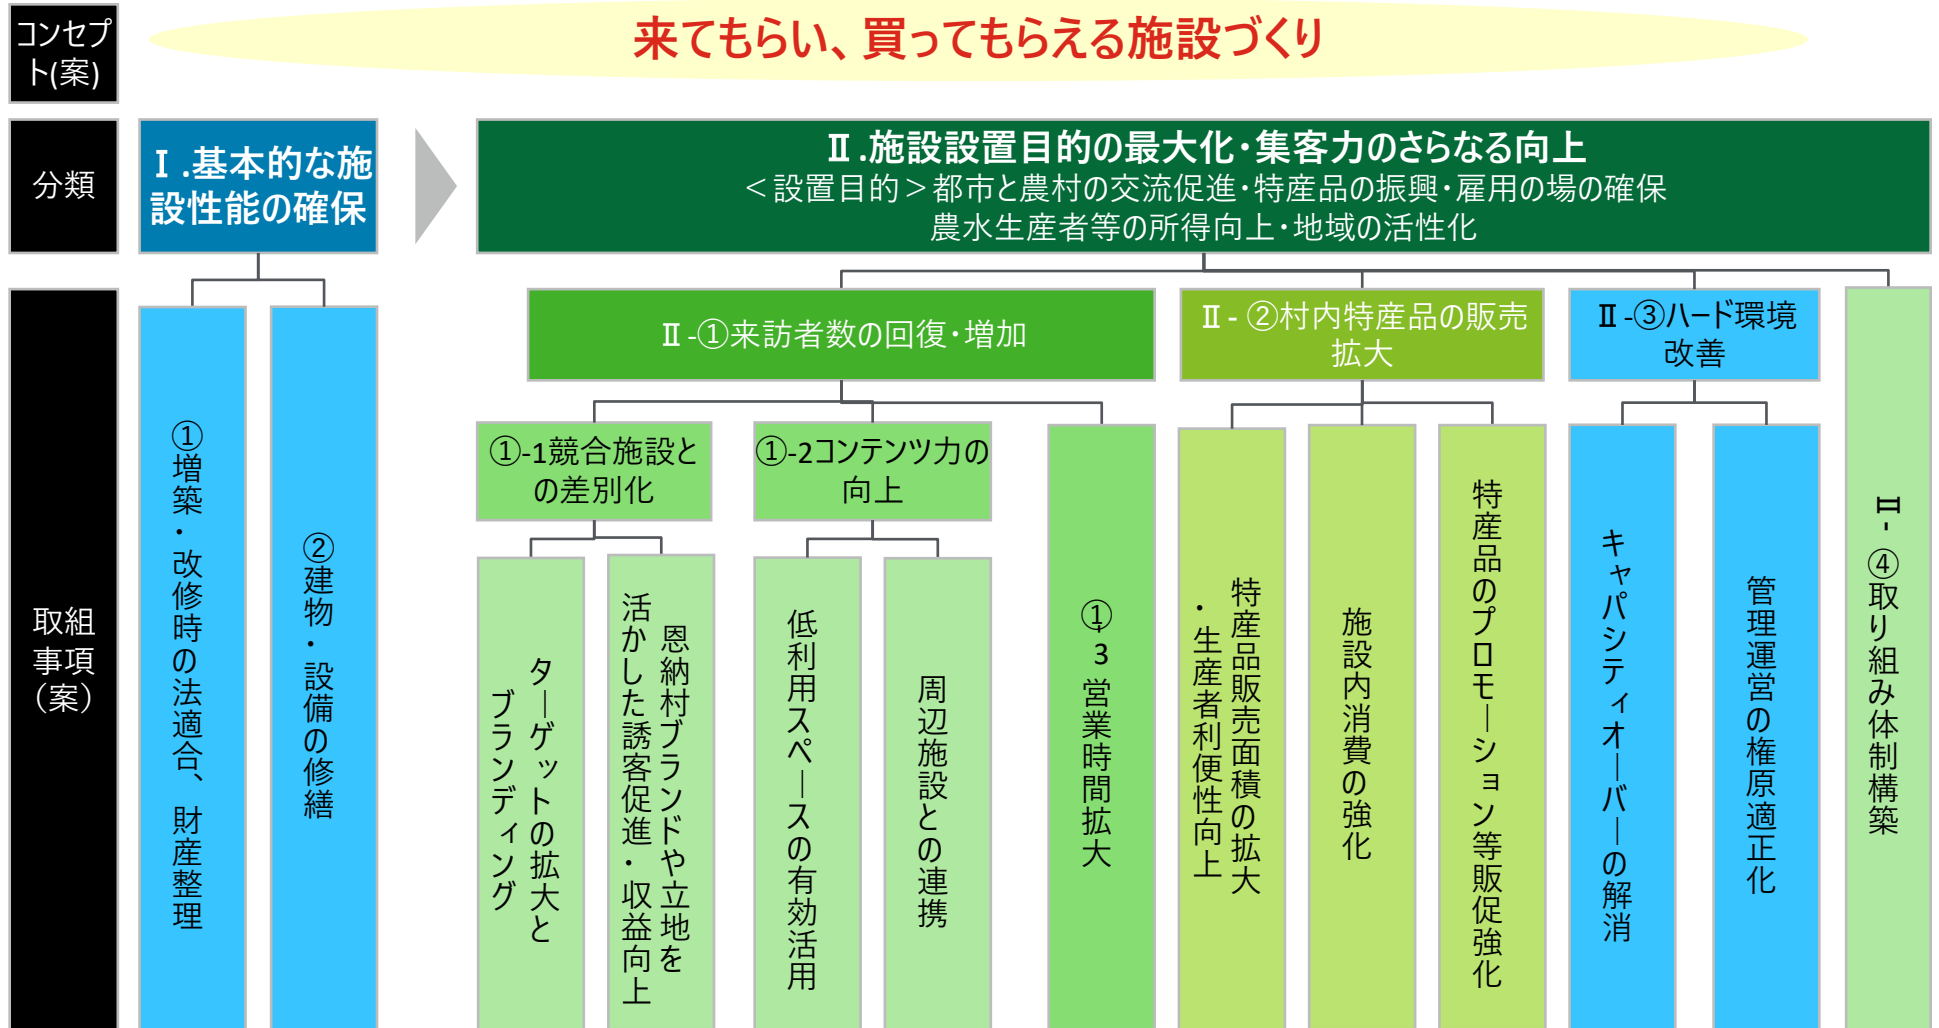 コンセプ
ト(案)
来てもらい、買ってもらえる施設づくり
分類
Ⅰ.基本的な施
設性能の確保
Ⅱ.施設設置目的の最大化・集客力のさらなる向上
＜設置目的＞都市と農村の交流促進・特産品の振興・雇用の場の確保
農水生産者等の所得向上・地域の活性化
取組
事項
（案）
①増築・改修時の法適合、財産整理
②建物・設備の修繕
Ⅱ-①来訪者数の回復・増加
①-1競合施設と
の差別化
ターゲットの拡大と
ブランディング
恩納村ブランドや立地を
活かした誘客促進・収益向上
①-2コンテンツ力の
向上
低利用スペースの有効活用
周辺施設との連携
①-3営業時間拡大
Ⅱ-②村内特産品の販売
拡大
特産品販売面積の拡大
・生産者利便性向上
施設内消費の強化
特産品のプロモーション等販促強化
Ⅱ-③ハード環境
改善
キャパシティオーバーの解消
管理運営の権原適正化
Ⅱ-④取り組み体制構築